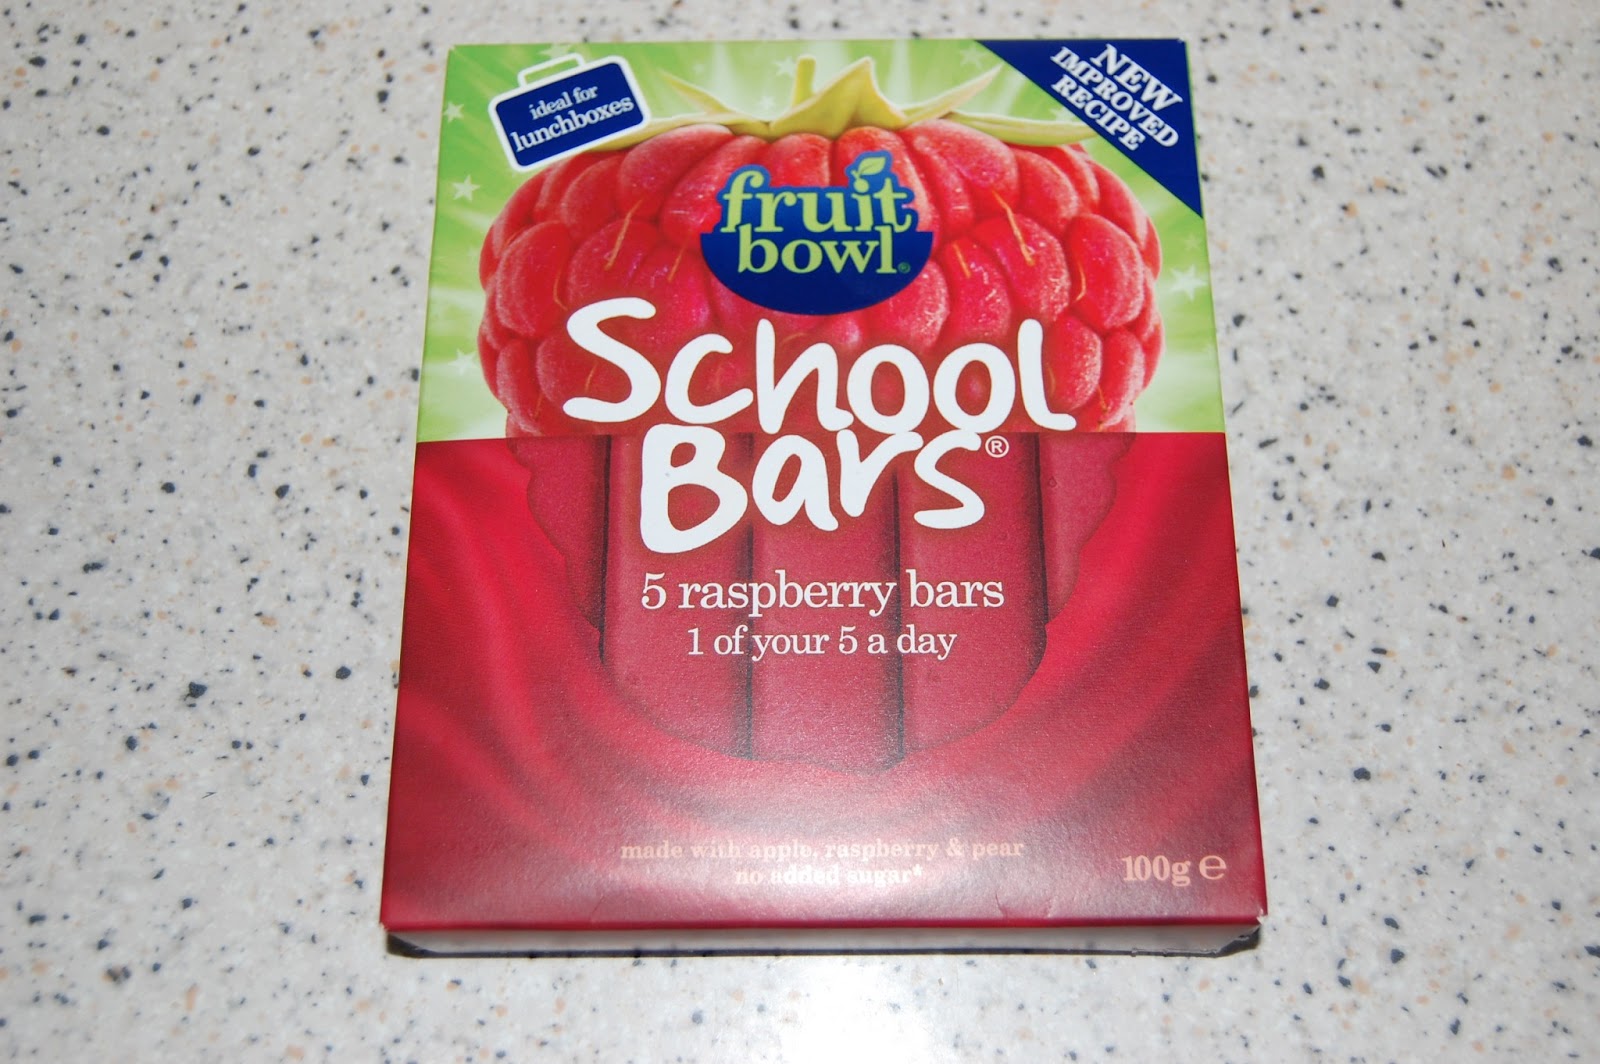 ideal for
lunchboxes
NEW
IMPROVED
RECIPE
fruit
bowl®
School
Bars®
5 raspberry bars
1 of your 5 a day
made with apple, raspberry & pear
no added sugar*
100g ℮